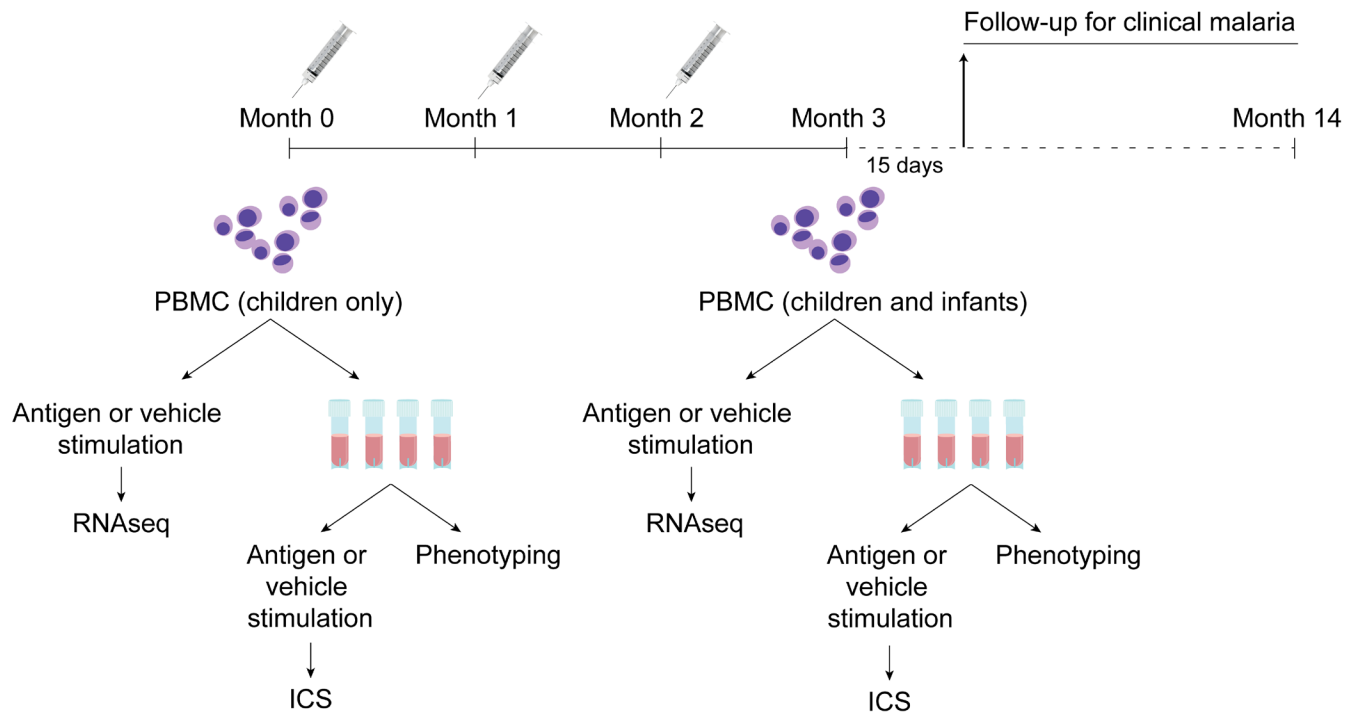 Follow-up for clinical malaria
Month 0
Month 1
Month 2
Month 3
Month 14
15 days
PBMC (children only)
PBMC (children and infants)
Antigen or vehicle
stimulation
RNAseq
Antigen or
vehicle
stimulation
Phenotyping
ICS
Antigen or vehicle
stimulation
RNAseq
Antigen or
vehicle
stimulation
Phenotyping
ICS